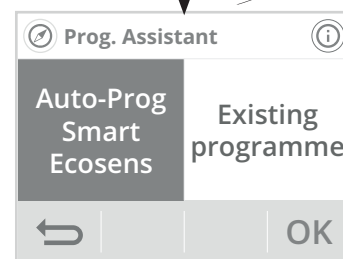 Prog. Assistant
Auto-Prog
Smart
Ecosens
Existing
programme
OK